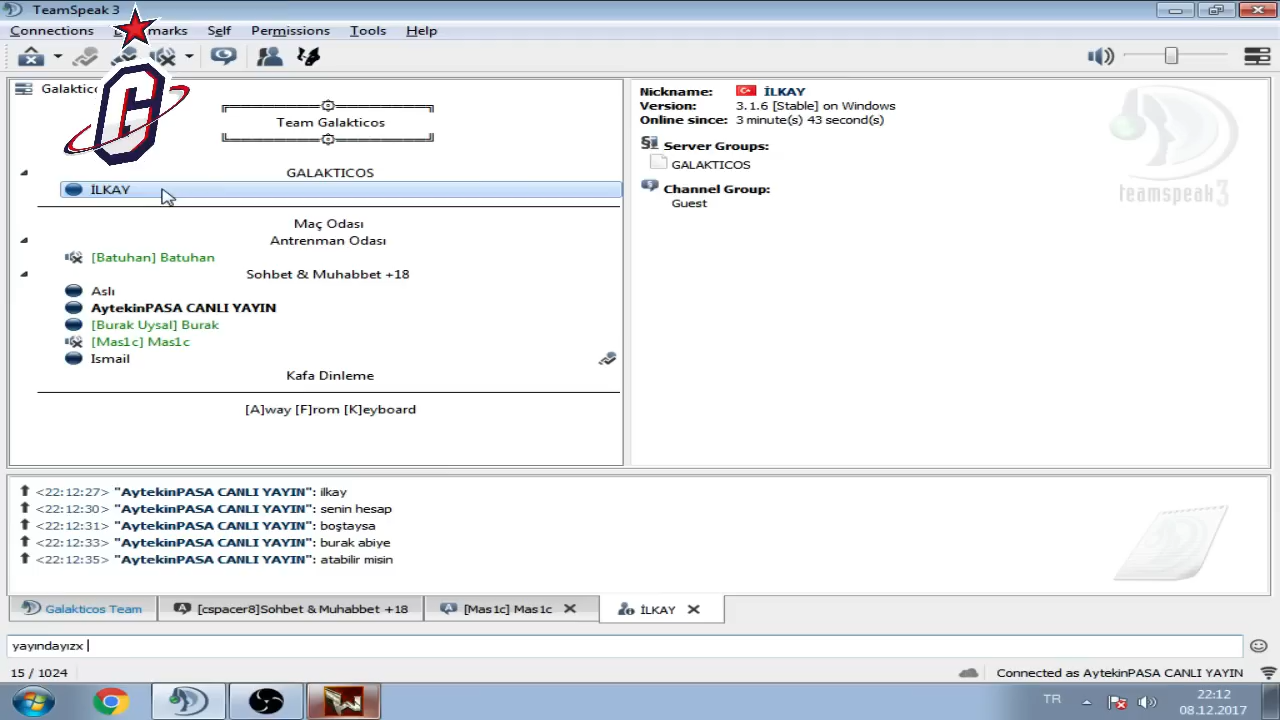 TeamSpeak 3
Connections
marks
Self
Permissions
Tools
Help
Galaktico
Team Galakticos
GALAKTICOS
İLKAY
Maç Odası
Antrenman Odası
[Batuhan] Batuhan
Sohbet & Muhabbet +18
Aslı
AytekinPASA CANLI YAYIN
[Burak Uysal] Burak
[Mas1c] Mas1c
Ismail
Kafa Dinleme
[A]way [F]rom [K]eyboard
Nickname: İLKAY
Version: 3.1.6 [Stable] on Windows
Online since: 3 minute(s) 43 second(s)
Server Groups:
GALAKTICOS
Channel Group:
Guest
teamspeak3
<22:12:27> "AytekinPASA CANLI YAYIN": ilkay
<22:12:30> "AytekinPASA CANLI YAYIN": senin hesap
<22:12:31> "AytekinPASA CANLI YAYIN": boştaysa
<22:12:33> "AytekinPASA CANLI YAYIN": burak abiye
<22:12:35> "AytekinPASA CANLI YAYIN": atabilir misin
Galakticos Team
[cspacer8]Sohbet & Muhabbet +18
[Mas1c] Mas1c
İLKAY
yayındayızx
15 / 1024
Connected as AytekinPASA CANLI YAYIN
TR
22:12
08.12.2017